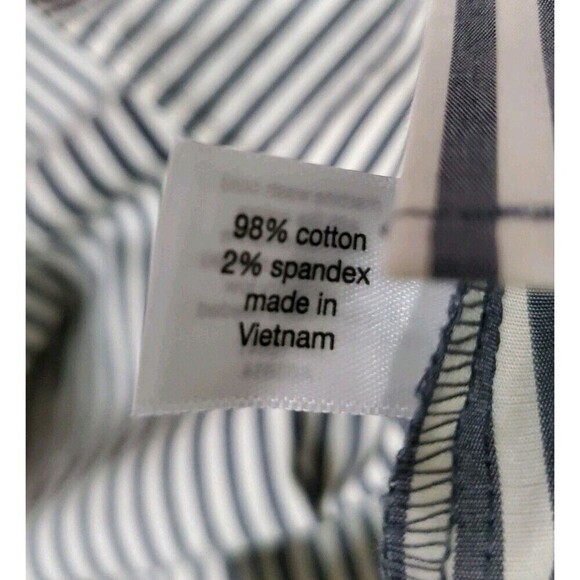 98% cotton
2% spandex
made in
Vietnam